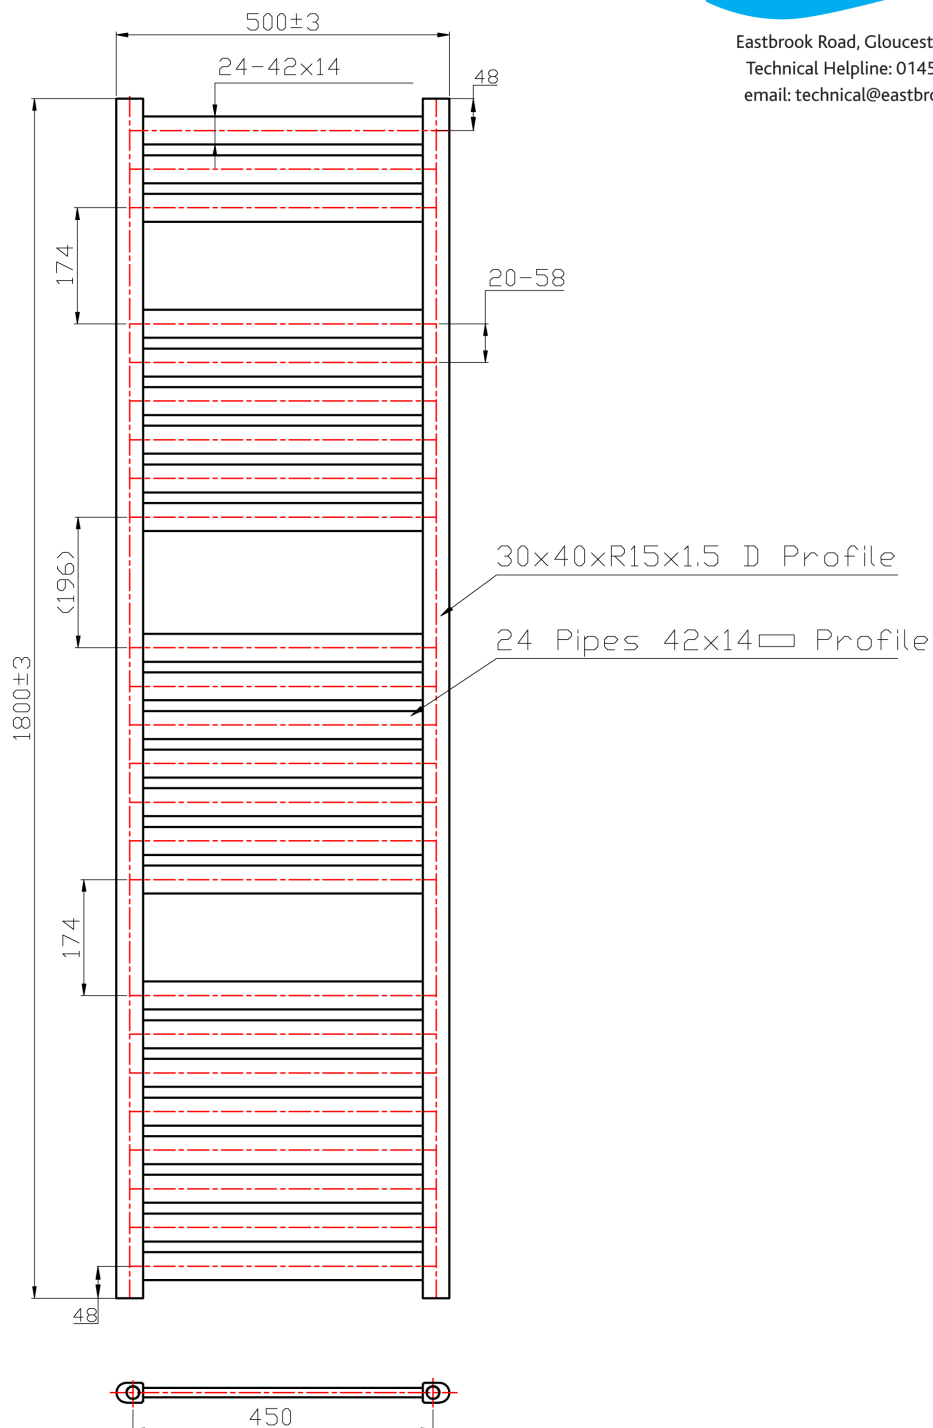 500±3
Eastbrook Road, Gloucest
24-42x14
Technical Helpline: 0145
48
email: technical@eastbro
174
20-58
30x40xR15x1.5 D Profile
(196)
24 Pipes 42x14▭ Profile
1800±3
174
48
450